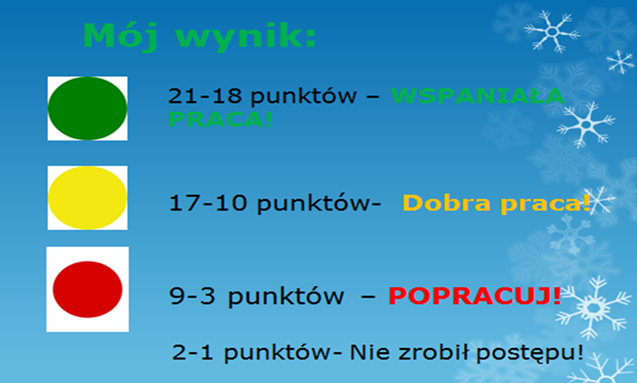 Mój wynik:
21-18 punktów – WSPANIAŁA
PRACA!
17-10 punktów- Dobra praca!
9-3 punktów – POPRACUJ!
2-1 punktów- Nie zrobił postępu!